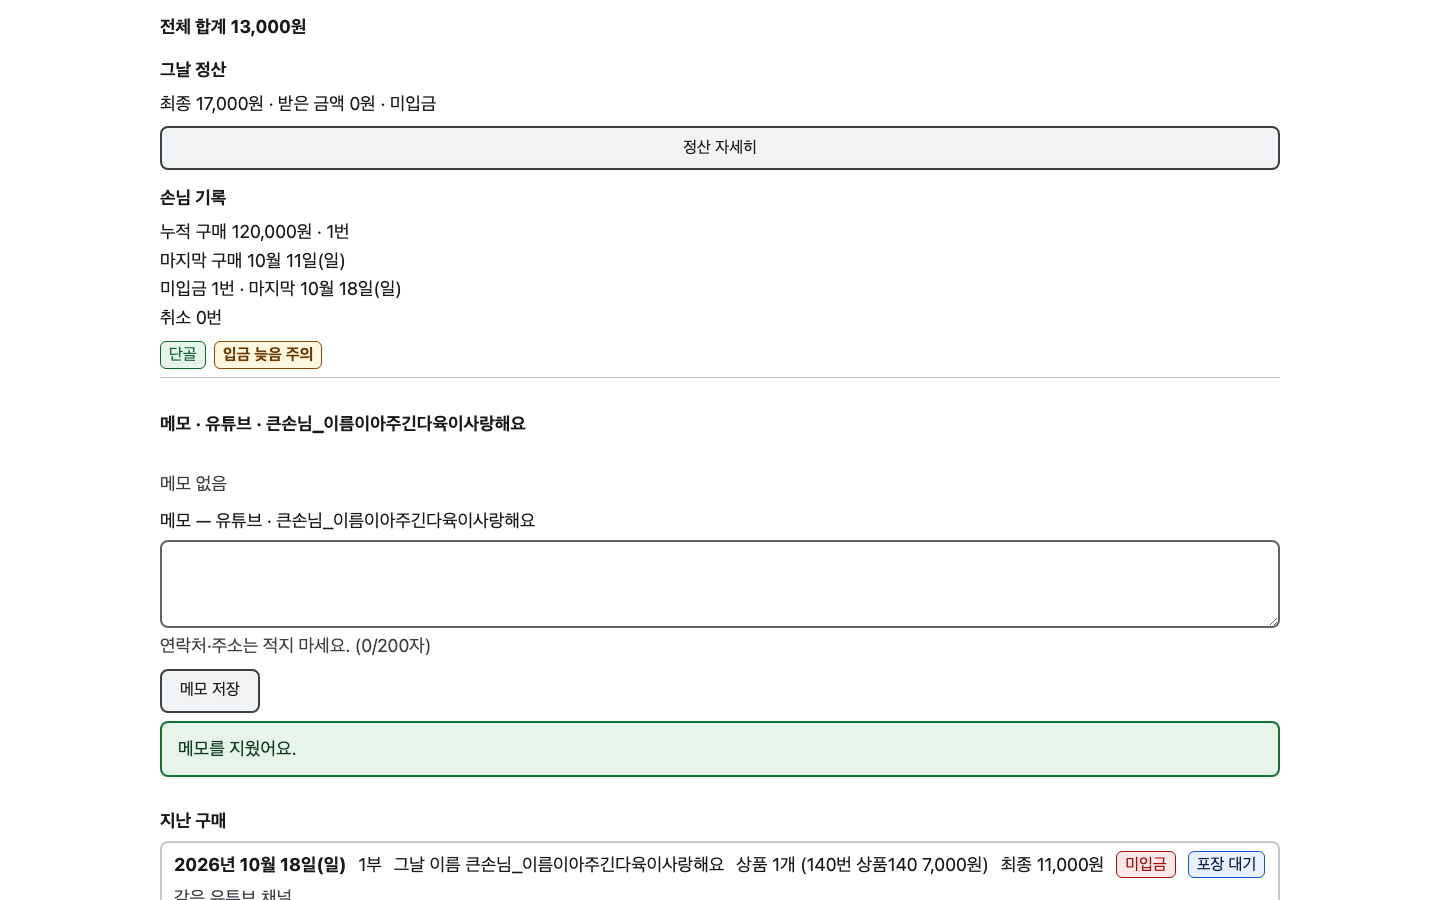 전체 합계 13,000원
그날 정산
최종 17,000원 · 받은 금액 0원 · 미입금
정산 자세히
손님 기록
누적 구매 120,000원 · 1번
마지막 구매 10월 11일(일)
미입금 1번 · 마지막 10월 18일(일)
취소 0번
단골 입금 늦음 주의
메모 · 유튜브 · 큰손님_이름이아주긴다육이사랑해요
메모 없음
메모 — 유튜브 · 큰손님_이름이아주긴다육이사랑해요
연락처·주소는 적지 마세요. (0/200자)
메모 저장
메모를 지웠어요.
지난 구매
2026년 10월 18일(일) 1부 그날 이름 큰손님_이름이아주긴다육이사랑해요 상품 1개 (140번 상품140 7,000원) 최종 11,000원 미입금 포장 대기
같은 유튜브 채널